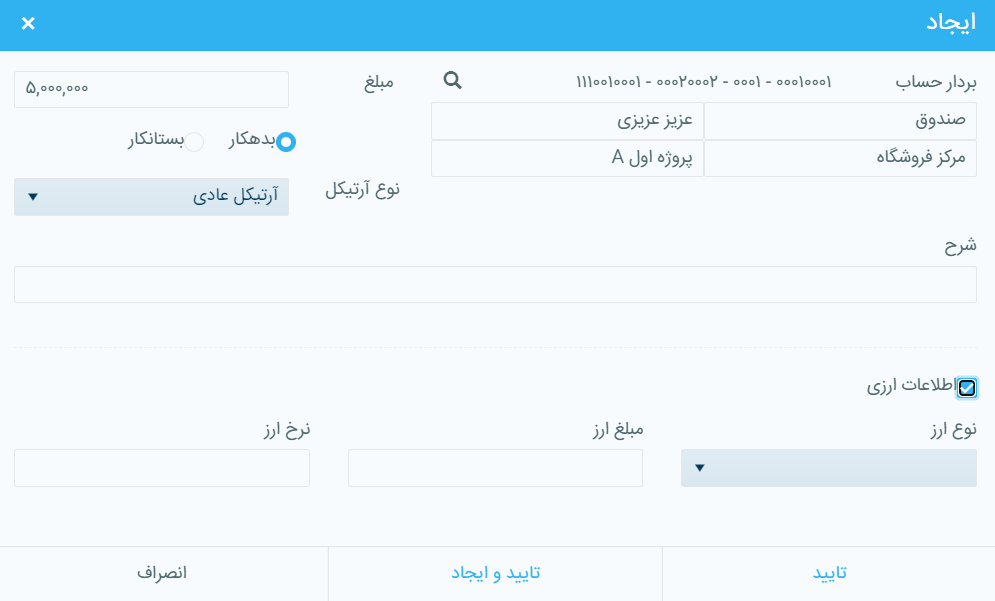 ایجاد
بردار حساب ۱۱۱۰۰۱۰۰۰۱ - ۰۰۰۲۰۰۰۲ - ۰۰۰۱ - ۰۰۰۱۰۰۰۱
مبلغ ۵,۰۰۰,۰۰۰
صندوق عزیز عزیزی
بدهکار بستانکار
مرکز فروشگاه پروژه اول A
نوع آرتیکل آرتیکل عادی
شرح
اطلاعات ارزی
نوع ارز مبلغ ارز نرخ ارز
تایید تایید و ایجاد انصراف